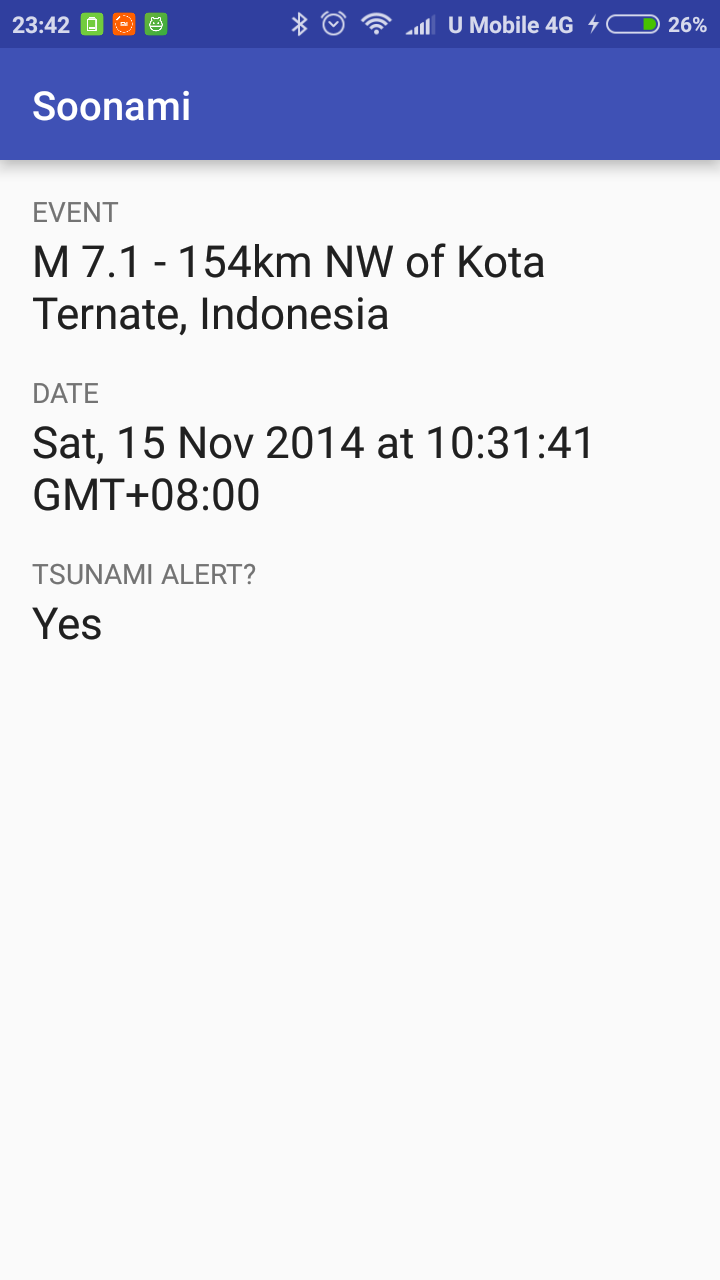 23:42 U Mobile 4G 26%
Soonami
EVENT
M 7.1 - 154km NW of Kota
Ternate, Indonesia
DATE
Sat, 15 Nov 2014 at 10:31:41
GMT+08:00
TSUNAMI ALERT?
Yes